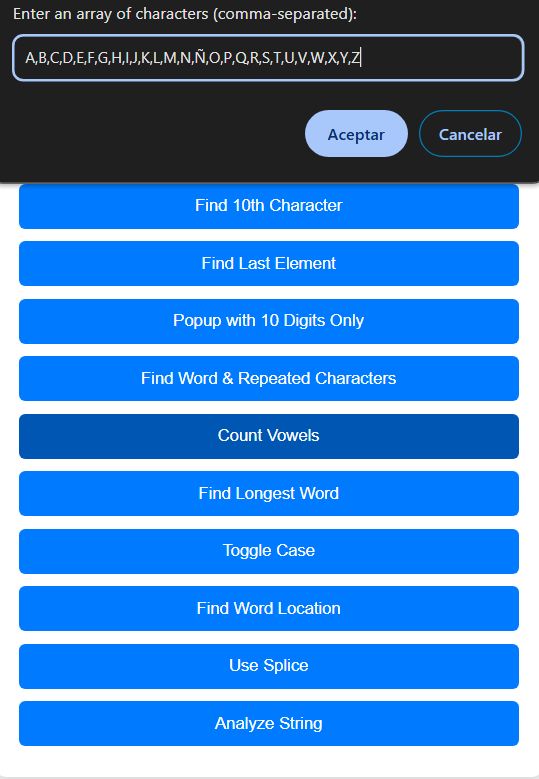 Enter an array of characters (comma-separated):
A,B,C,D,E,F,G,H,I,J,K,L,M,N,Ñ,O,P,Q,R,S,T,U,V,W,X,Y,Z
Aceptar
Cancelar
Find 10th Character
Find Last Element
Popup with 10 Digits Only
Find Word & Repeated Characters
Count Vowels
Find Longest Word
Toggle Case
Find Word Location
Use Splice
Analyze String